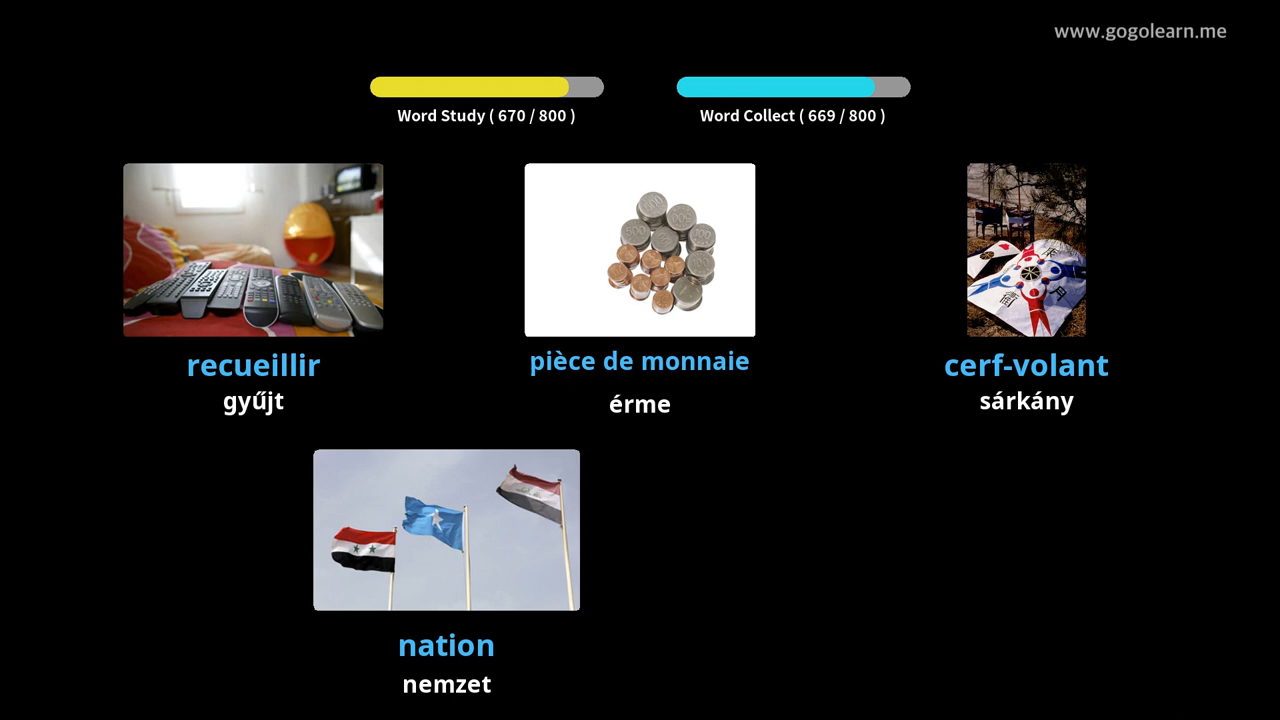 www.gogolearn.me
Word Study ( 670 / 800 )
Word Collect ( 669 / 800 )
recueillir
gyűjt
pièce de monnaie
érme
cerf-volant
sárkány
nation
nemzet